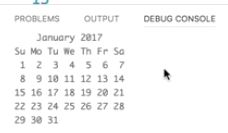 PROBLEMS OUTPUT DEBUG CONSOLE
January 2017
Su Mo Tu We Th Fr Sa
1 2 3 4 5 6 7
8 9 10 11 12 13 14
15 16 17 18 19 20 21
22 23 24 25 26 27 28
29 30 31